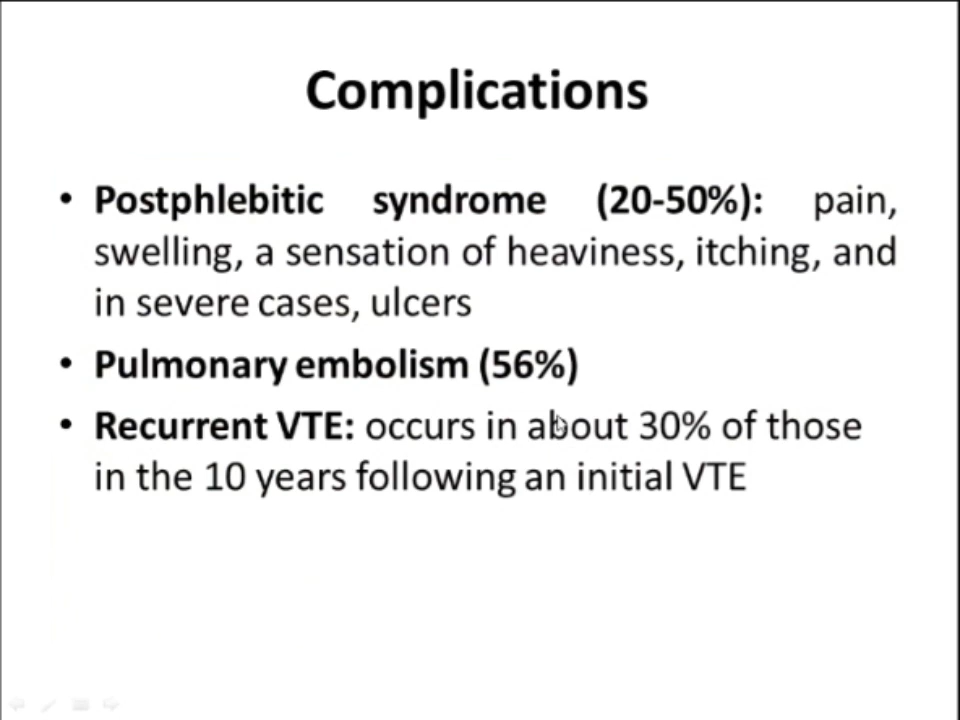 Complications
• Postphlebitic syndrome (20-50%): pain,
swelling, a sensation of heaviness, itching, and
in severe cases, ulcers
• Pulmonary embolism (56%)
• Recurrent VTE: occurs in about 30% of those
in the 10 years following an initial VTE